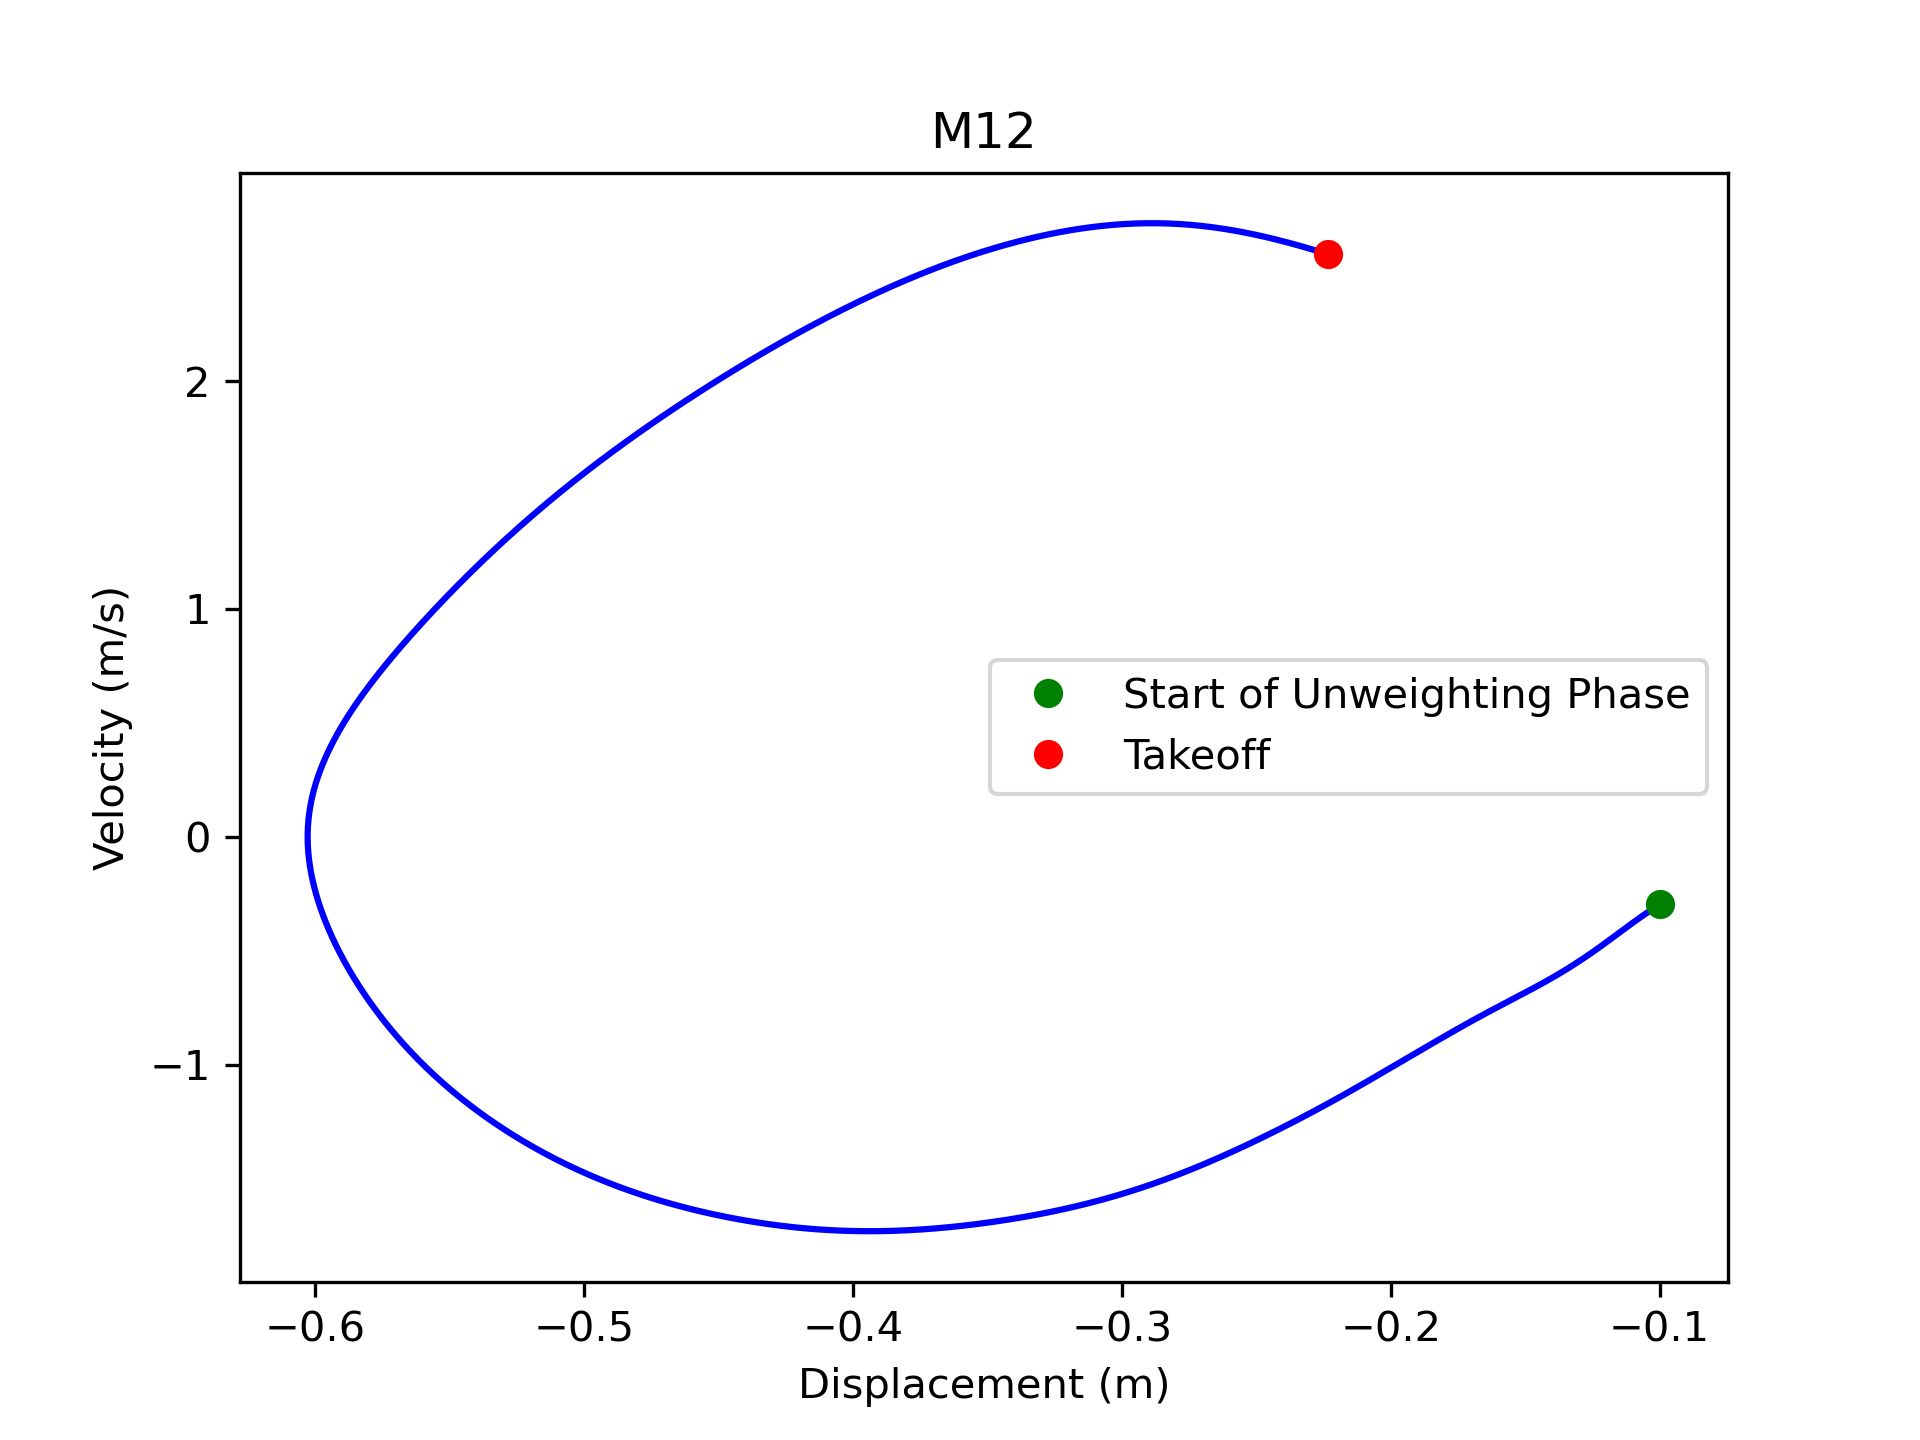 M12
Velocity (m/s)
2
1
0
−1
Start of Unweighting Phase
Takeoff
−0.6 −0.5 −0.4 −0.3 −0.2 −0.1
Displacement (m)